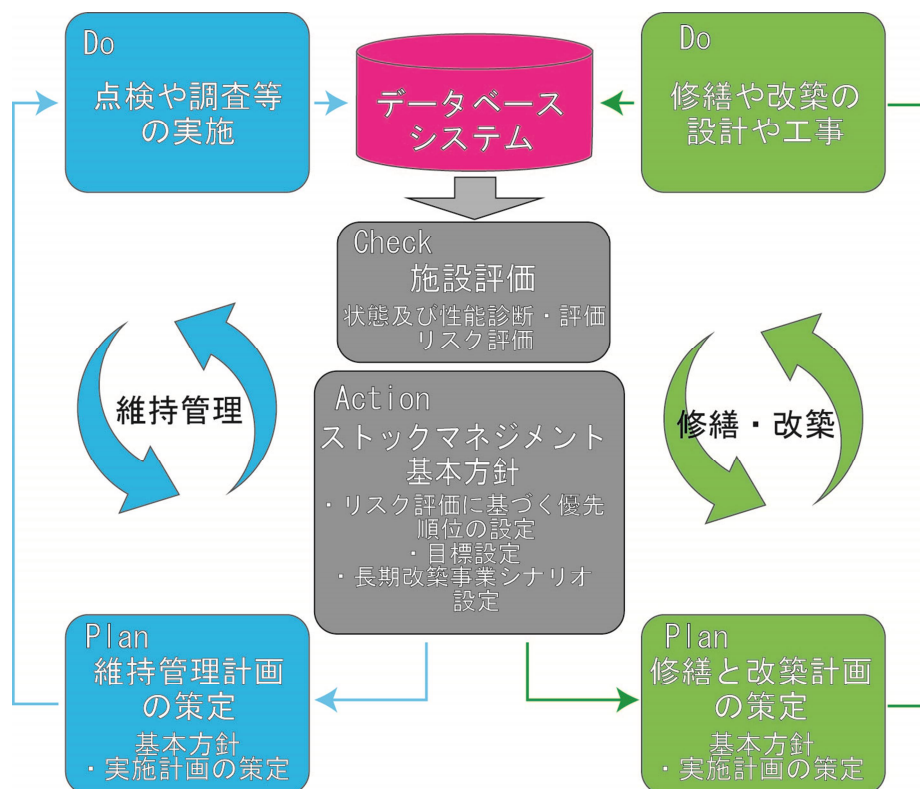 Do
点検や調査等
の実施
データベース
システム
Do
修繕や改築の
設計や工事
Check
施設評価
状態及び性能診断・評価
リスク評価
維持管理
修繕・改築
Action
ストックマネジメント
基本方針
・リスク評価に基づく優先
順位の設定
・目標設定
・長期改築事業シナリオ
設定
Plan
維持管理計画
の策定
基本方針
・実施計画の策定
Plan
修繕と改築計画
の策定
基本方針
・実施計画の策定